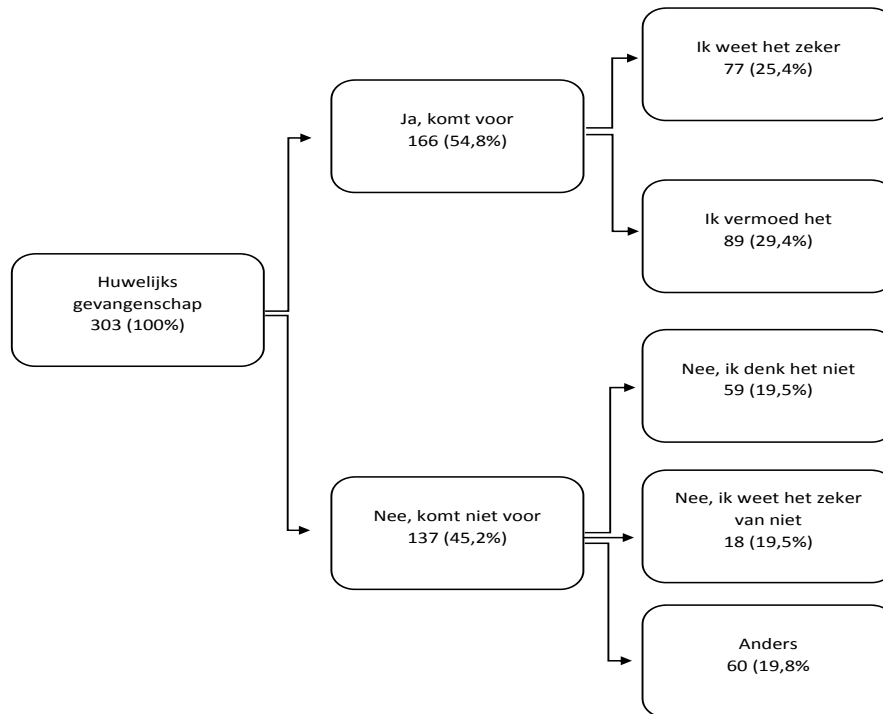 Huwelijks
gevangenschap
303 (100%)
Ja, komt voor
166 (54,8%)
Ik weet het zeker
77 (25,4%)
Ik vermoed het
89 (29,4%)
Nee, komt niet voor
137 (45,2%)
Nee, ik denk het niet
59 (19,5%)
Nee, ik weet het zeker
van niet
18 (19,5%)
Anders
60 (19,8%